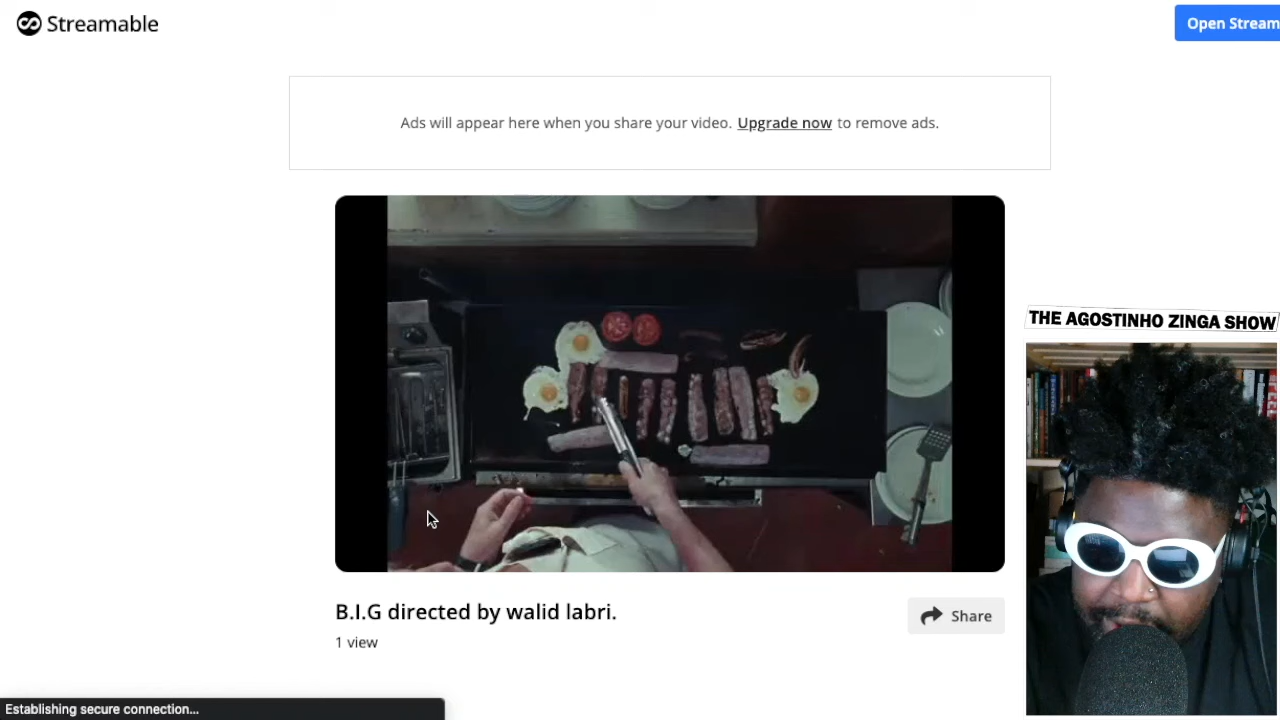 Streamable
Open Stream
Ads will appear here when you share your video. Upgrade now to remove ads.
THE AGOSTINHO ZINGA SHOW
B.I.G directed by walid labri.
Share
1 view
Establishing secure connection...